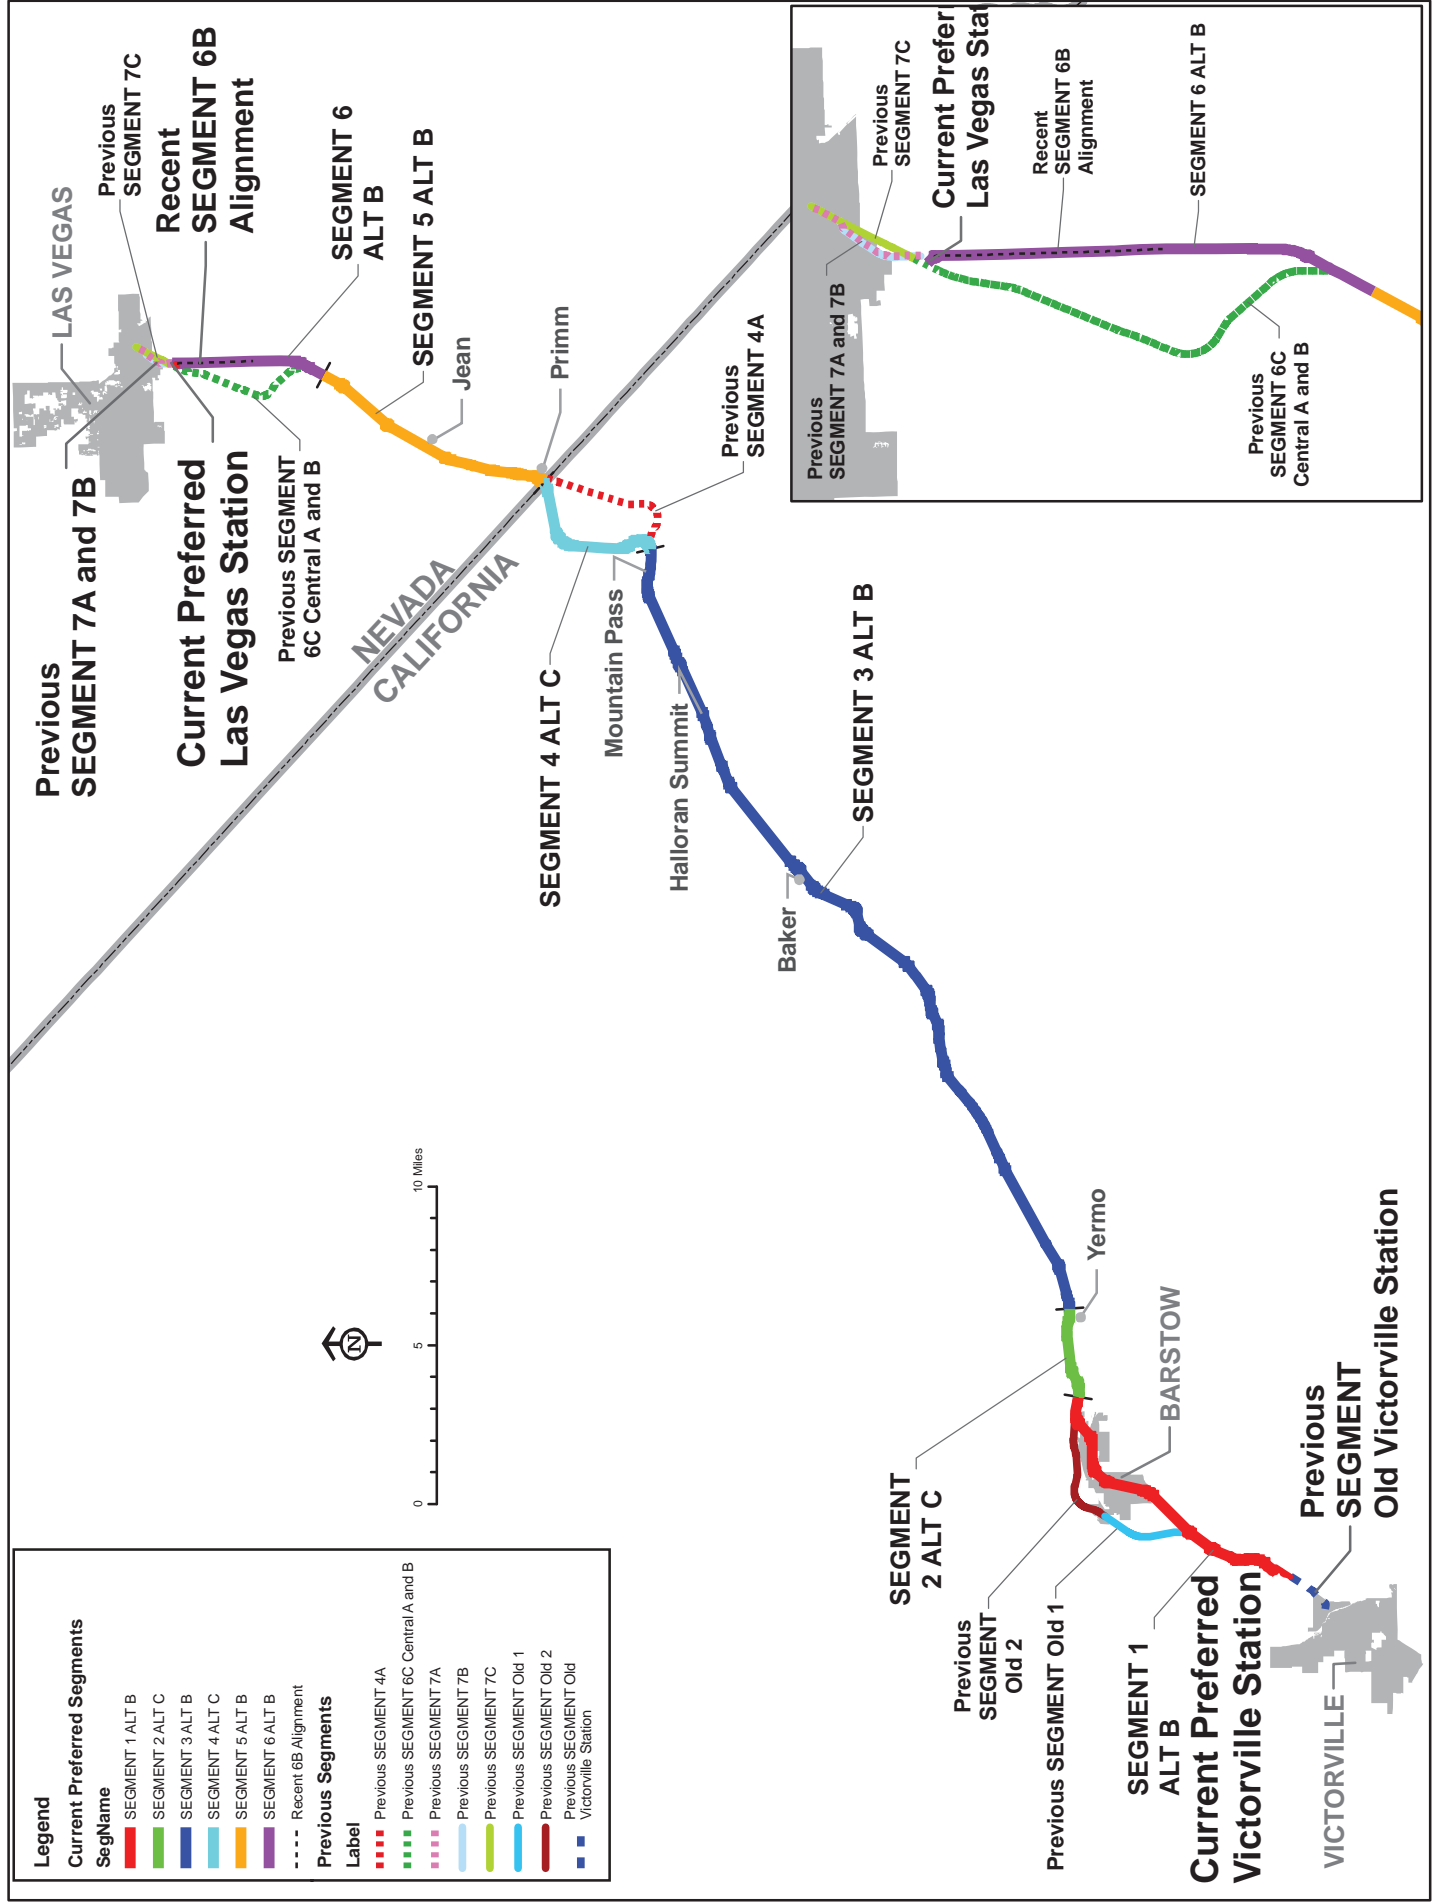 Legend
Current Preferred Segments
SegName
SEGMENT 1 ALT B
SEGMENT 2 ALT C
SEGMENT 3 ALT B
SEGMENT 4 ALT C
SEGMENT 5 ALT B
SEGMENT 6 ALT B
Recent 6B Alignment
Previous Segments
Label
Previous SEGMENT 4A
Previous SEGMENT 6C Central A and B
Previous SEGMENT 7A
Previous SEGMENT 7B
Previous SEGMENT 7C
Previous SEGMENT Old 1
Previous SEGMENT Old 2
Previous SEGMENT Old
Victorville Station
N
0
5
10 Miles
Previous
SEGMENT 7A and 7B
LAS VEGAS
Previous
SEGMENT 7C
Recent
SEGMENT 6B
Alignment
Current Preferred
Las Vegas Station
Previous SEGMENT
6C Central A and B
SEGMENT 6
ALT B
SEGMENT 5 ALT B
Jean
Primm
NEVADA
CALIFORNIA
Previous
SEGMENT 4A
SEGMENT 4 ALT C
Mountain Pass
Halloran Summit
Baker
SEGMENT 3 ALT B
Yermo
BARSTOW
SEGMENT
2 ALT C
Previous
SEGMENT
Old 2
Previous SEGMENT Old 1
SEGMENT 1
ALT B
Current Preferred
Victorville Station
VICTORVILLE
Previous
SEGMENT
Old Victorville Station
Previous
SEGMENT 7A and 7B
Previous
SEGMENT 7C
Current Prefer
Las Vegas Stat
Recent
SEGMENT 6B
Alignment
SEGMENT 6 ALT B
Previous
SEGMENT 6C
Central A and B